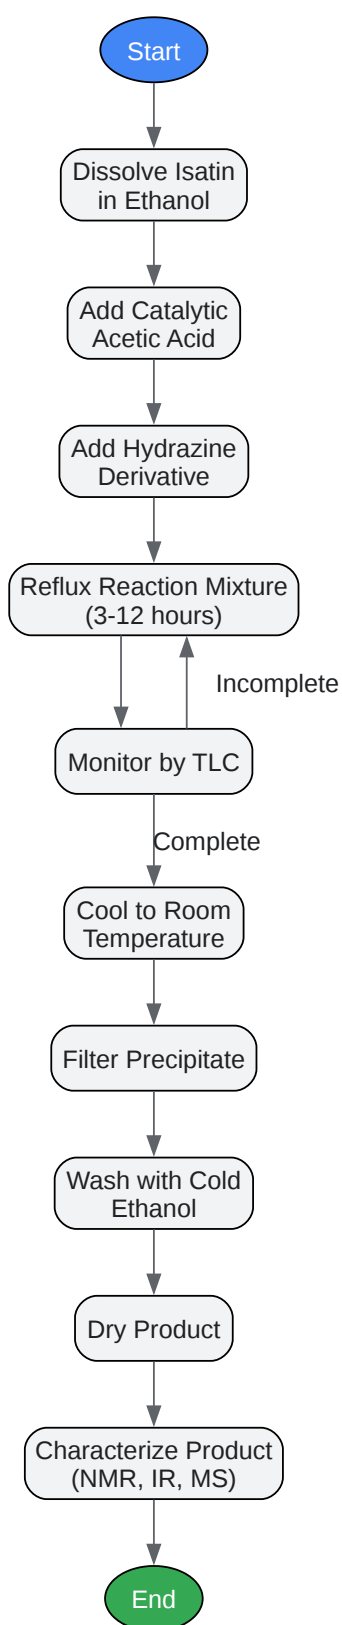 Start
Dissolve Isatin
in Ethanol
Add Catalytic
Acetic Acid
Add Hydrazine
Derivative
Reflux Reaction Mixture
(3-12 hours)
Incomplete
Monitor by TLC
Complete
Cool to Room
Temperature
Filter Precipitate
Wash with Cold
Ethanol
Dry Product
Characterize Product
(NMR, IR, MS)
End